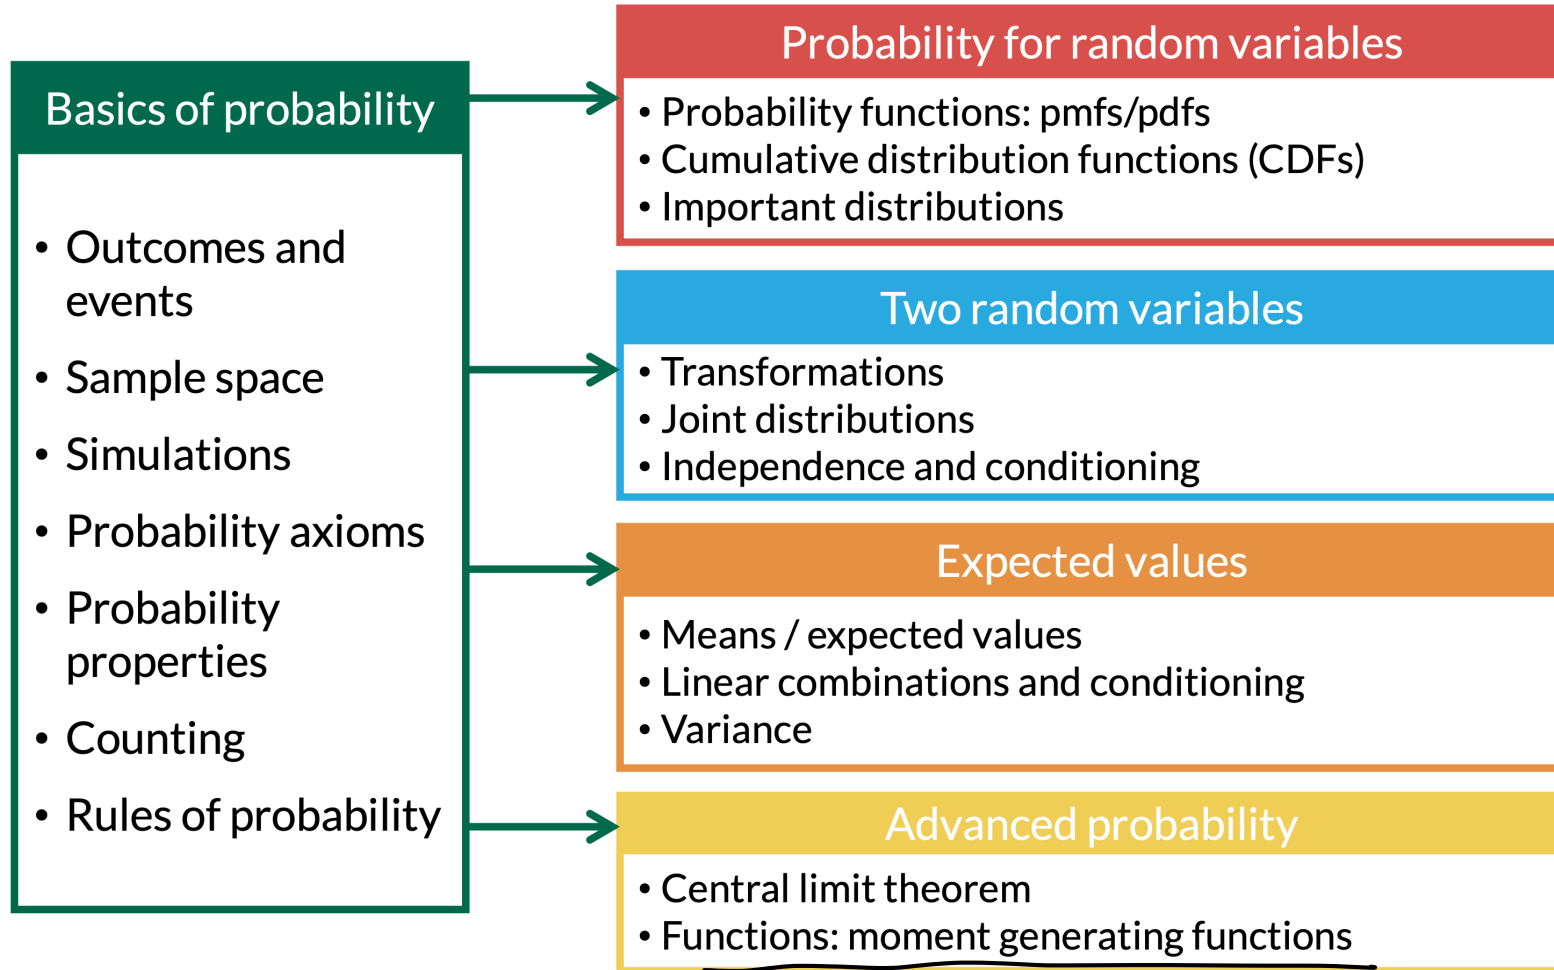 Basics of probability
• Outcomes and
events
• Sample space
• Simulations
• Probability axioms
• Probability
properties
• Counting
• Rules of probability
Probability for random variables
• Probability functions: pmfs/pdfs
• Cumulative distribution functions (CDFs)
• Important distributions
Two random variables
• Transformations
• Joint distributions
• Independence and conditioning
Expected values
• Means / expected values
• Linear combinations and conditioning
• Variance
Advanced probability
• Central limit theorem
• Functions: moment generating functions